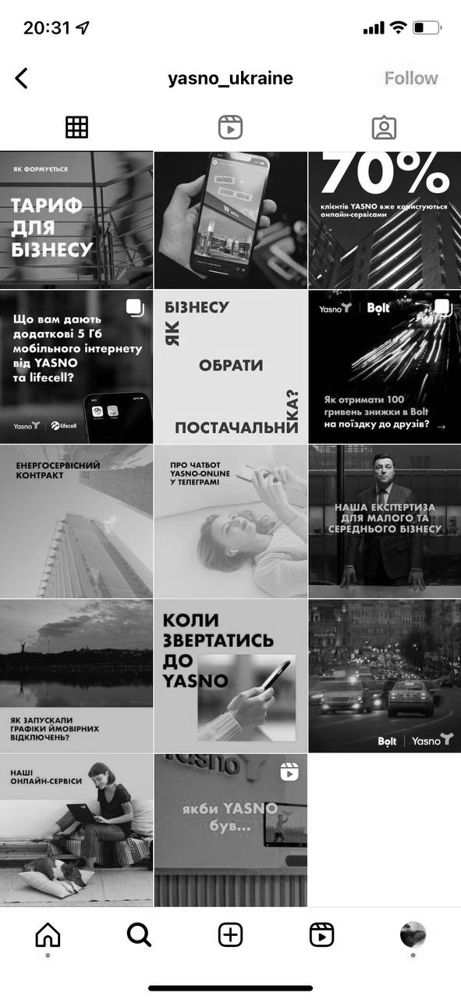 20:31
yasno_ukraine
Follow
ЯК ФОРМУЄТЬСЯ
ТАРИФ
ДЛЯ
БІЗНЕСУ
WOG
70%
клієнтів YASNO вже користуються
онлайн-сервісами
Що вам дають
додаткові 5 Гб
мобільного інтернету
від YASNO
та lifecell?
Yasno
lifecell
БІЗНЕСУ
ЯК
ОБРАТИ
ПОСТАЧАЛЬНИКА?
Yasno
Bolt
Як отримати 100
гривень знижки в Bolt
на поїздку до друзів? →
ЕНЕРГОСЕРВІСНИЙ
КОНТРАКТ
ПРО ЧАТБОТ
YASNO-ONLINE
У ТЕЛЕГРАМІ
НАША ЕКСПЕРТИЗА
ДЛЯ МАЛОГО ТА
СЕРЕДНЬОГО БІЗНЕСУ
ЯК ЗАПУСКАЛИ
ГРАФІКИ ЙМОВІРНИХ
ВІДКЛЮЧЕНЬ?
КОЛИ
ЗВЕРТАТИСЬ
ДО
YASNO
Bolt
Yasno
НАШІ
ОНЛАЙН-СЕРВІСИ
Yasno
якби YASNO
був...